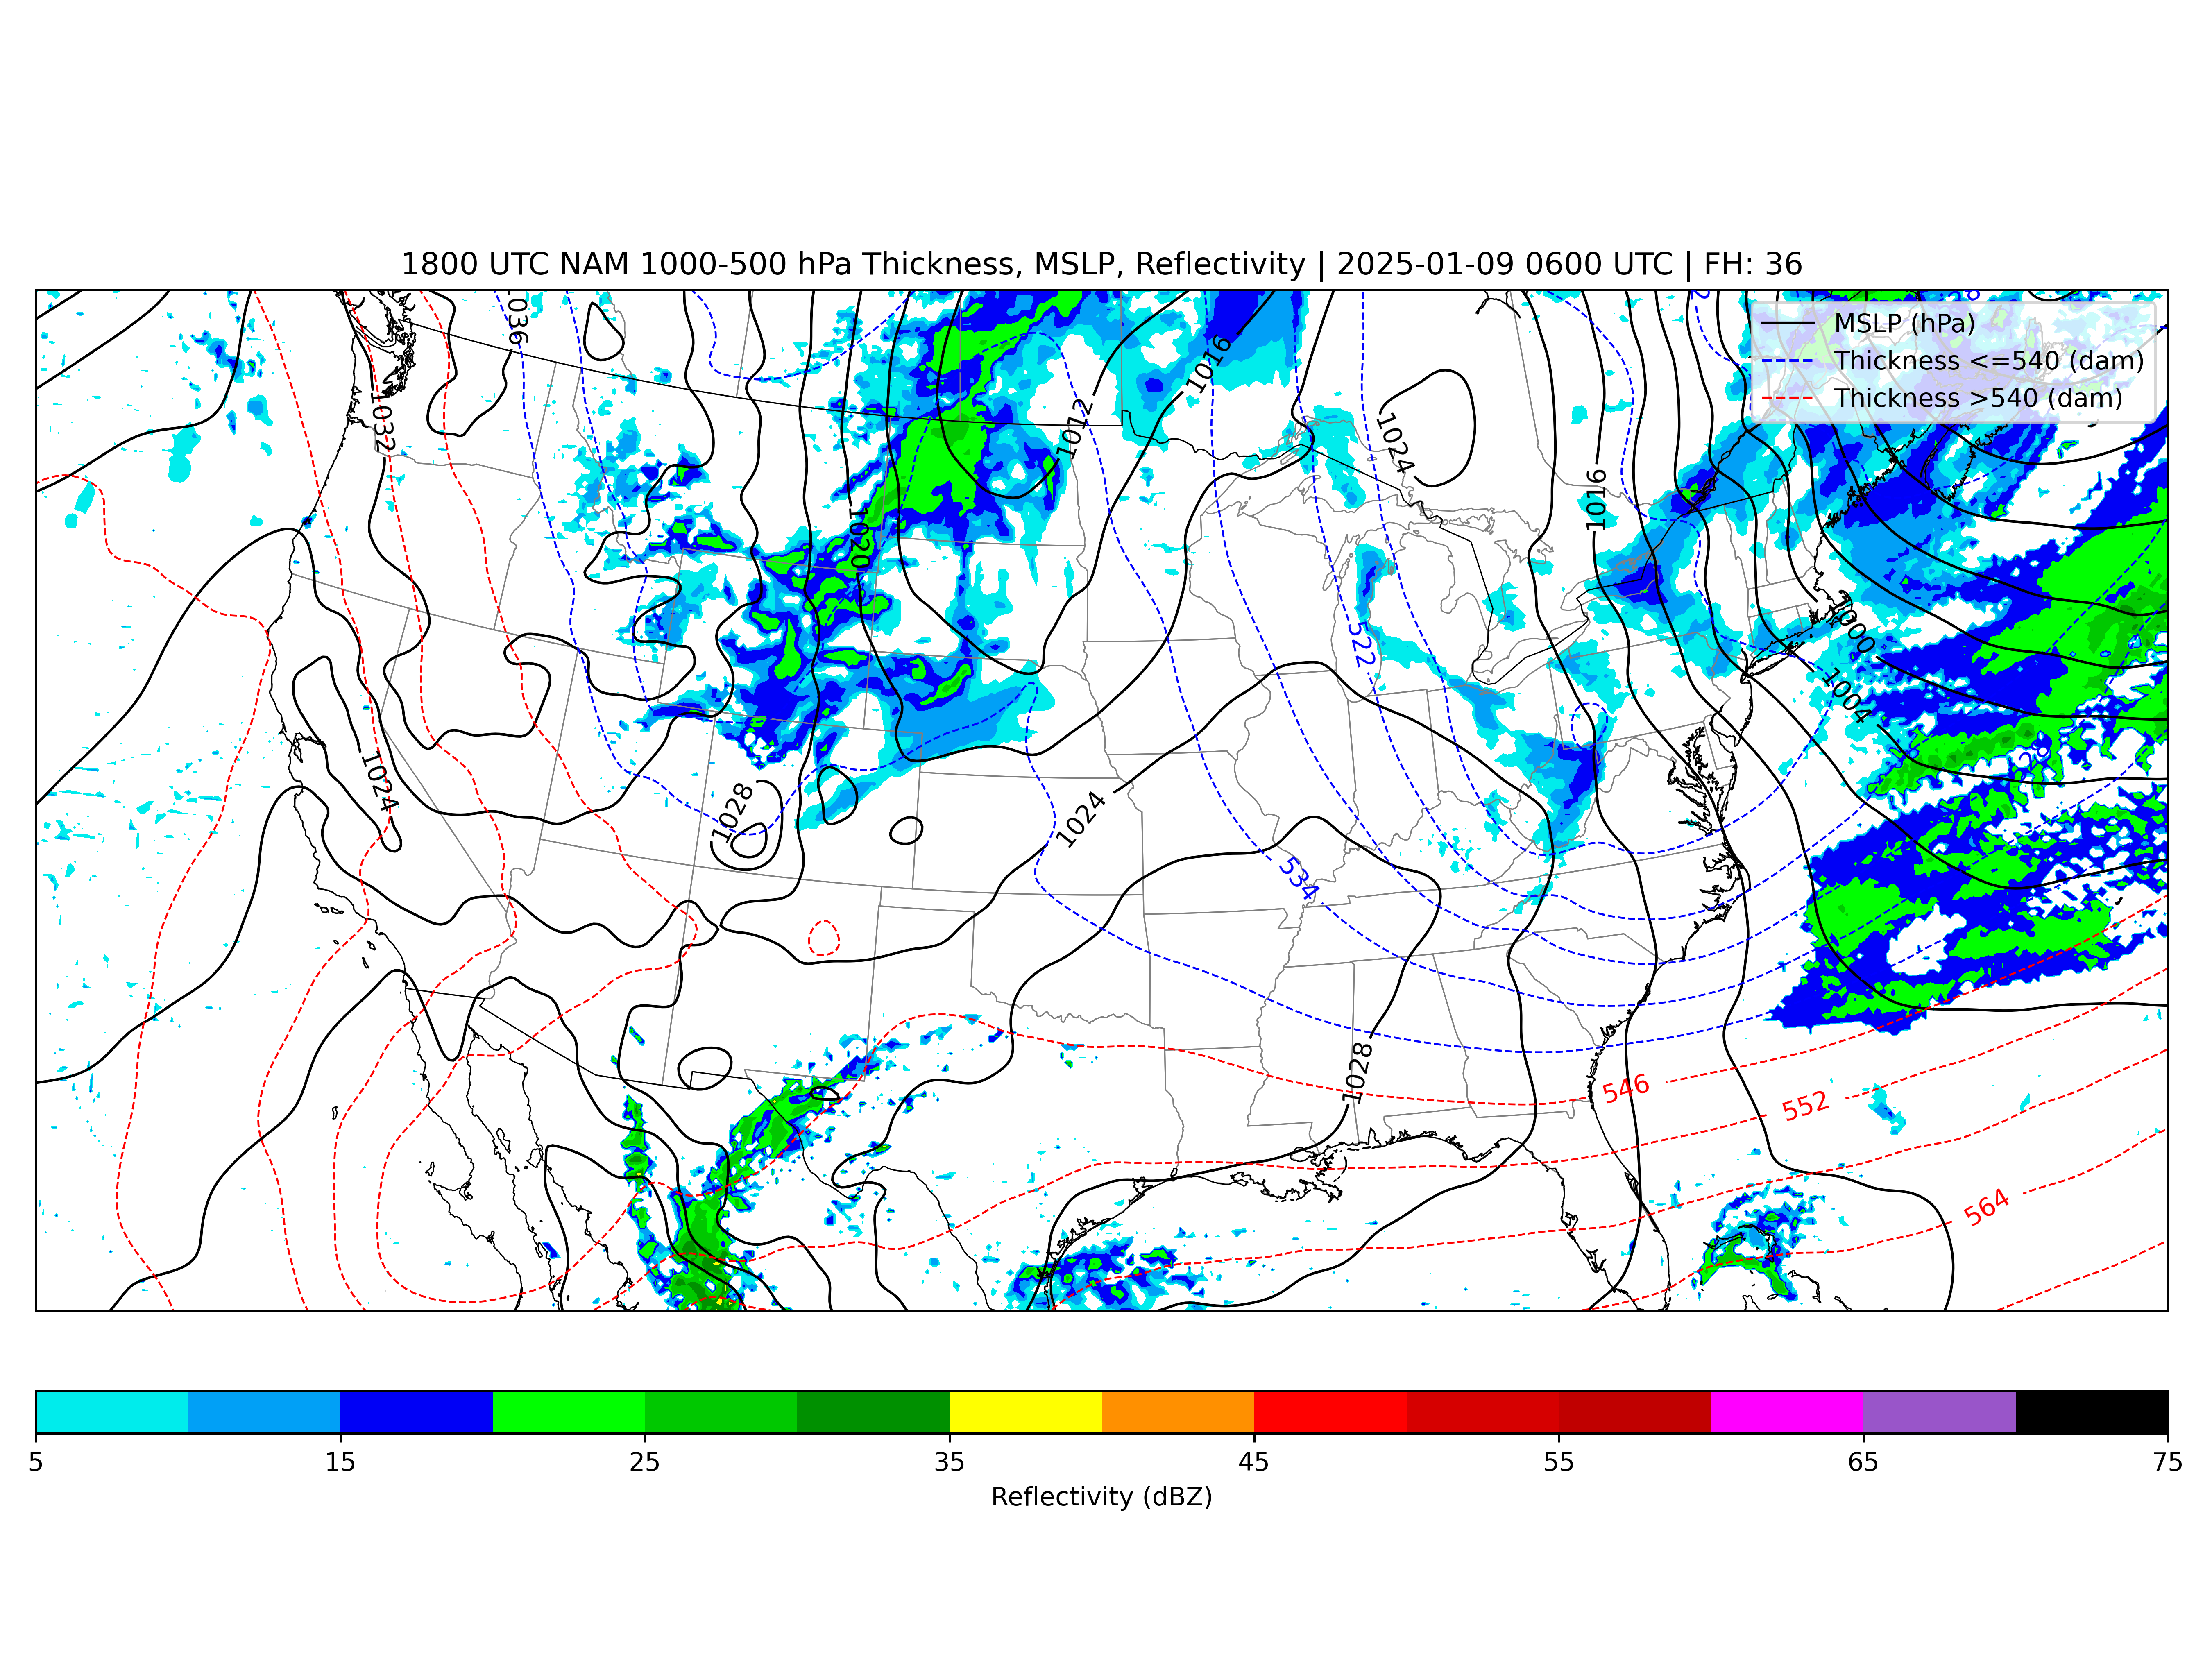 1800 UTC NAM 1000-500 hPa Thickness, MSLP, Reflectivity | 2025-01-09 0600 UTC | FH: 36
MSLP (hPa)
Thickness <=540 (dam)
Thickness >540 (dam)
1016
1032
1012
1024
1016
1020
1000
522
1004
1024
1028
1024
534
1028
546
552
564
5 15 25 35 45 55 65 75
Reflectivity (dBZ)